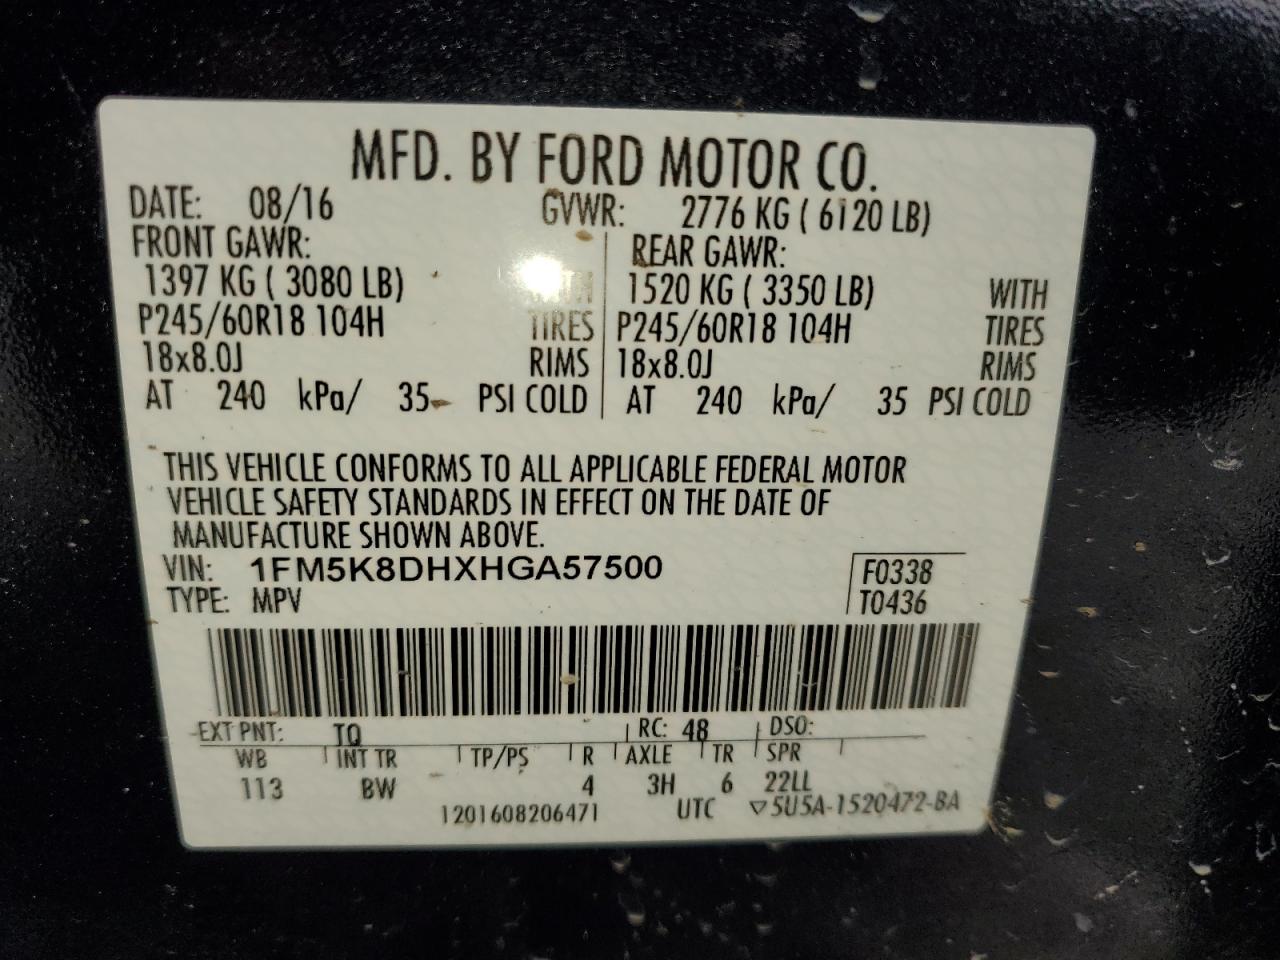 MFD. BY FORD MOTOR CO.
DATE: 08/16 GVWR: 2776 KG ( 6120 LB)
FRONT GAWR: REAR GAWR:
1397 KG ( 3080 LB) WITH 1520 KG ( 3350 LB) WITH
P245/60R18 104H TIRES P245/60R18 104H TIRES
18x8.0J RIMS 18x8.0J RIMS
AT 240 kPa/ 35 PSI COLD AT 240 kPa/ 35 PSI COLD
THIS VEHICLE CONFORMS TO ALL APPLICABLE FEDERAL MOTOR
VEHICLE SAFETY STANDARDS IN EFFECT ON THE DATE OF
MANUFACTURE SHOWN ABOVE.
VIN: 1FM5K8DHXHGA57500 F0338
TYPE: MPV T0436
EXT PNT: TQ RC: 48 DSO:
WB INT TR TP/PS R AXLE TR SPR
113 BW 4 3H 6 22LL
1201608206471 UTC ▽5U5A-1520472-BA